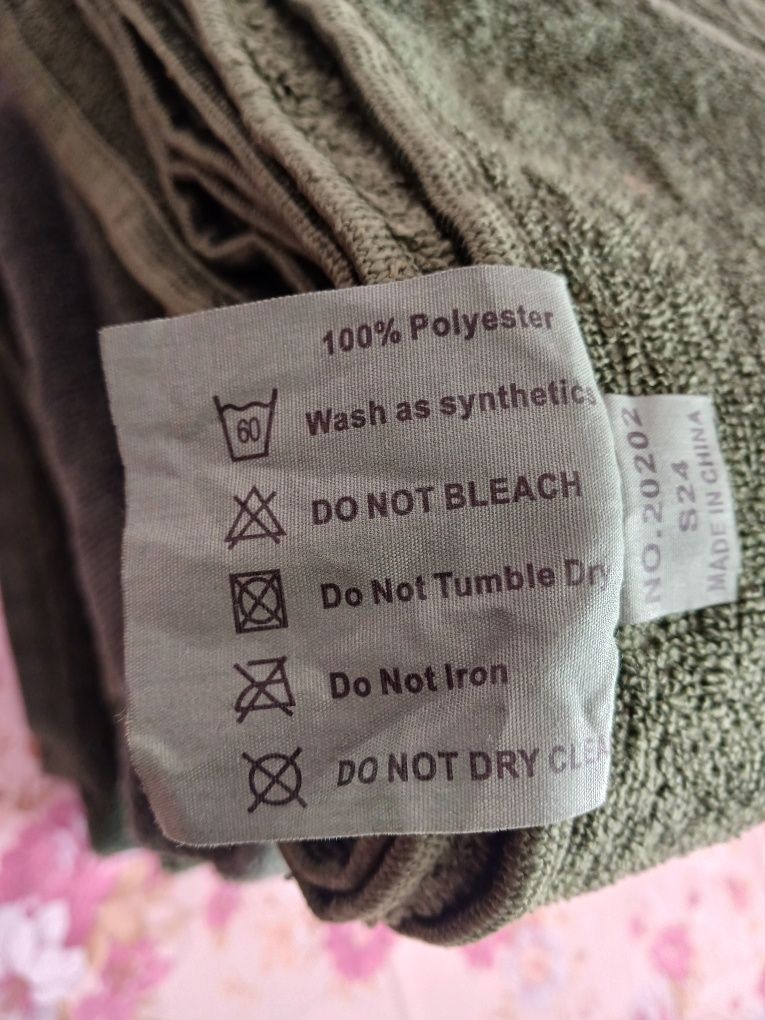 100% Polyester
60 Wash as synthetics
DO NOT BLEACH
Do Not Tumble Dry
Do Not Iron
DO NOT DRY
NO.20202
S24
MADE IN CHINA